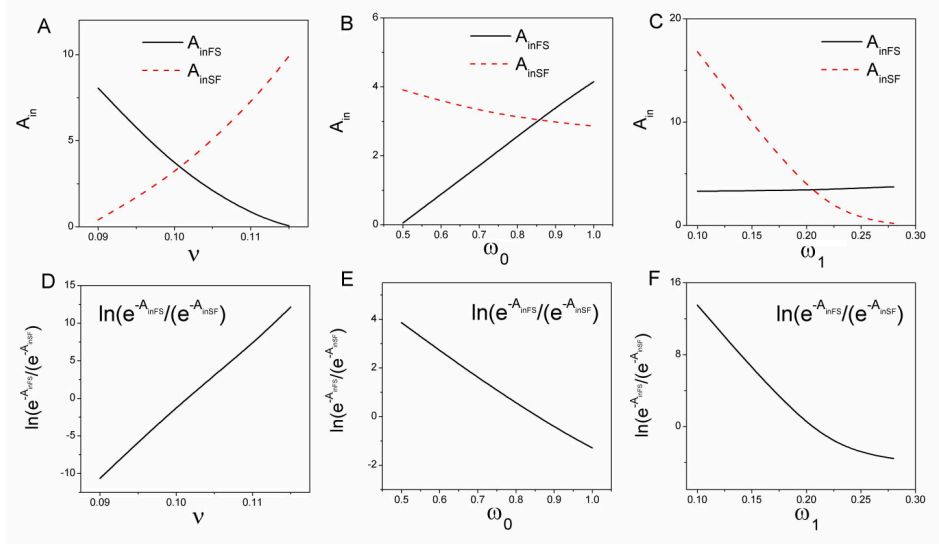 A
A_inFS
A_inSF
A_in
10
5
0
0.09
0.10
0.11
ν
B
A_inFS
A_inSF
A_in
6
4
2
0
0.5
0.6
0.7
0.8
0.9
1.0
ω_0
C
A_inFS
A_inSF
A_in
20
10
0
0.10
0.15
0.20
0.25
0.30
ω_1
D
ln(e^-A_inFS/(e^-A_inSF)
ln(e^-A_inFS/(e^-A_inSF)
15
10
5
0
-5
-10
0.09
0.10
0.11
ν
E
ln(e^-A_inFS/(e^-A_inSF)
ln(e^-A_inFS/(e^-A_inSF)
4
2
0
-2
0.5
0.6
0.7
0.8
0.9
1.0
ω_0
F
ln(e^-A_inFS/(e^-A_inSF)
ln(e^-A_inFS/(e^-A_inSF)
16
12
8
4
0
0.10
0.15
0.20
0.25
0.30
ω_1